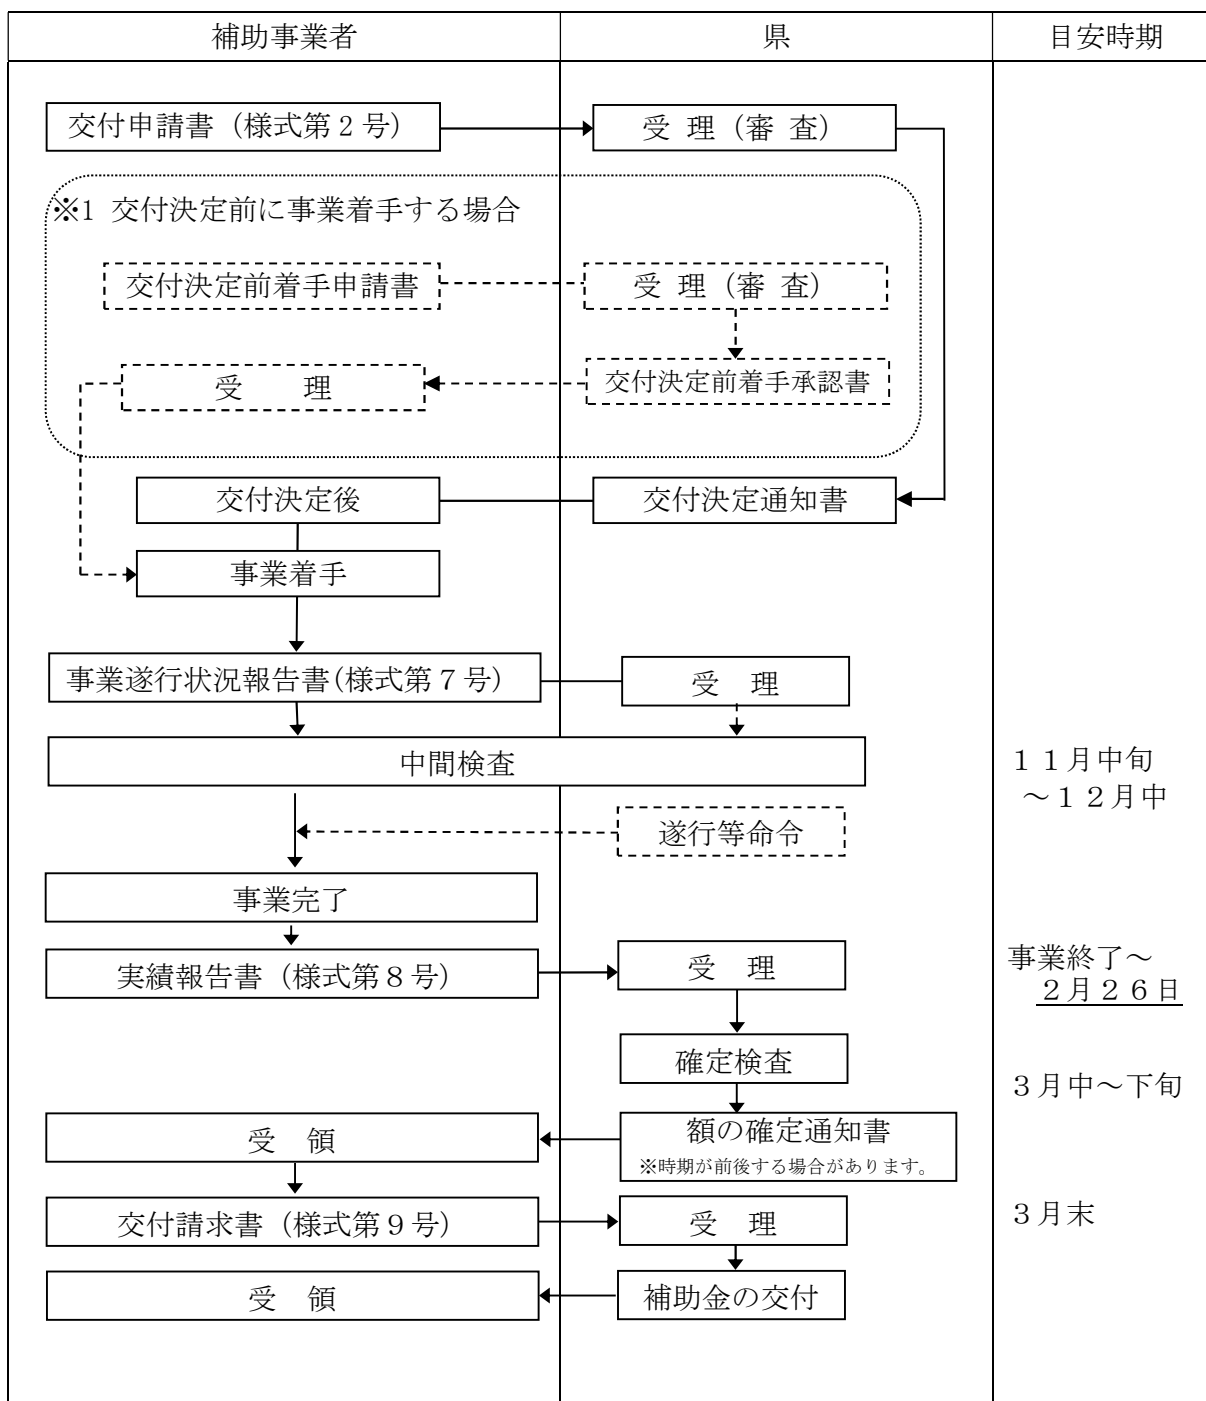 補助事業者
県
目安時期
交付申請書（様式第２号）
受 理（審 査）
※1 交付決定前に事業着手する場合
交付決定前着手申請書
受 理（審 査）
受　　理
交付決定前着手承認書
交付決定後
交付決定通知書
事業着手
事業遂行状況報告書(様式第７号)
受　理
中間検査
１１月中旬
～１２月中
遂行等命令
事業完了
実績報告書（様式第８号）
受　理
事業終了～
２月２６日
確定検査
３月中～下旬
受　領
額の確定通知書
※時期が前後する場合があります。
交付請求書（様式第９号）
受　理
３月末
受　領
補助金の交付